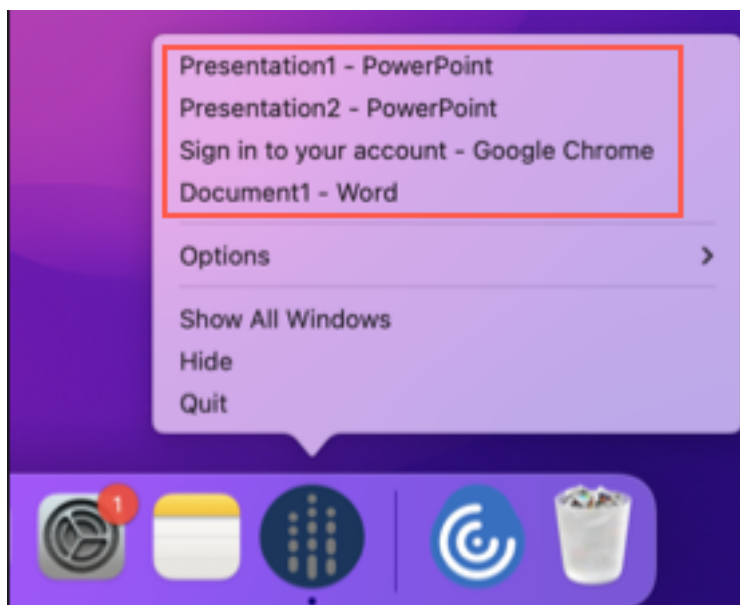 Presentation1 - PowerPoint
Presentation2 - PowerPoint
Sign in to your account - Google Chrome
Document1 - Word
Options
Show All Windows
Hide
Quit
1